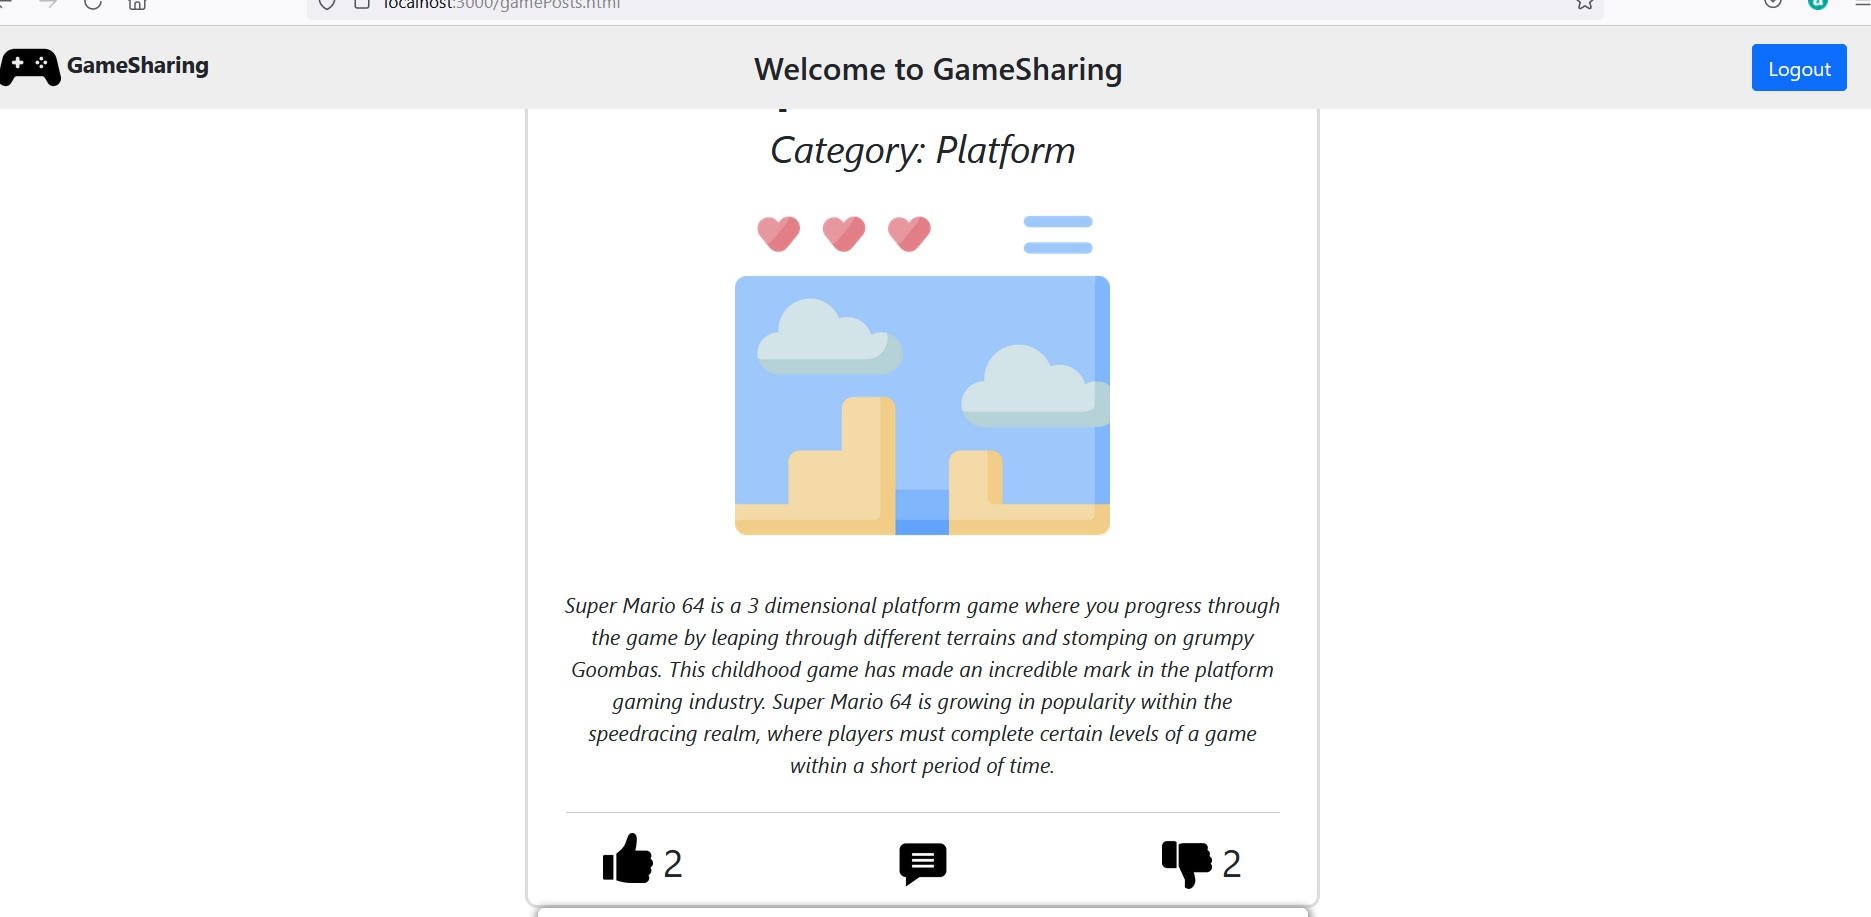 localhost:3000/gamePosts.html
GameSharing
Welcome to GameSharing
Logout
Category: Platform
Super Mario 64 is a 3 dimensional platform game where you progress through
the game by leaping through different terrains and stomping on grumpy
Goombas. This childhood game has made an incredible mark in the platform
gaming industry. Super Mario 64 is growing in popularity within the
speedracing realm, where players must complete certain levels of a game
within a short period of time.
2
2